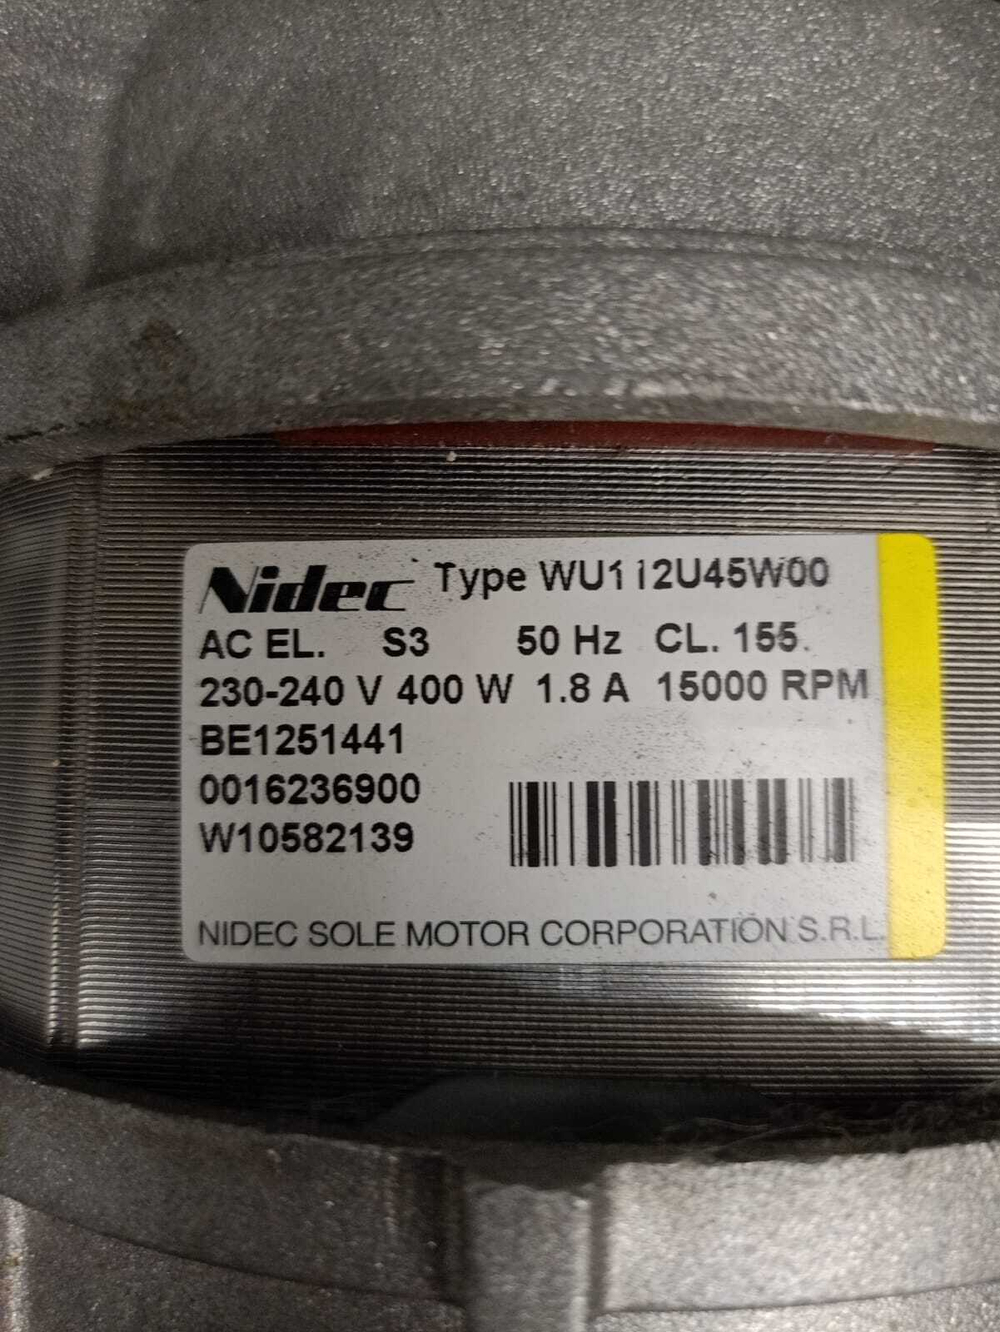 Nidec Type WU112U45W00
AC EL. S3 50 Hz CL. 155.
230-240 V 400 W 1.8 A 15000 RPM
BE1251441
0016236900
W10582139
NIDEC SOLE MOTOR CORPORATION S.R.L.